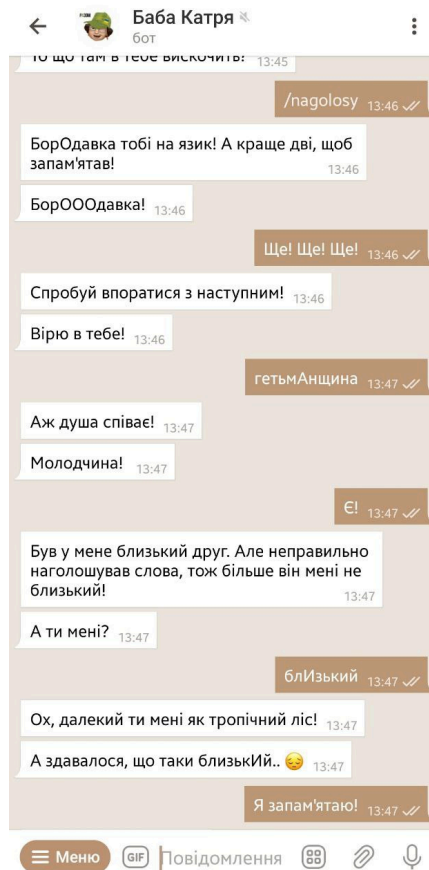 Баба Катря
бот
То що там в тебе вискочить! 13:45
/nagolosy 13:46
БорОдавка тобі на язик! А краще дві, щоб
запам'ятав! 13:46
БорОООдавка! 13:46
Ще! Ще! Ще! 13:46
Спробуй впоратися з наступним! 13:46
Вірю в тебе! 13:46
гетьмАнщина 13:47
Аж душа співає! 13:47
Молодчина! 13:47
Є! 13:47
Був у мене близький друг. Але неправильно
наголошував слова, тож більше він мені не
близький! 13:47
А ти мені? 13:47
блИзький 13:47
Ох, далекий ти мені як тропічний ліс! 13:47
А здавалося, що таки близькИй.. 😔 13:47
Я запам'ятаю! 13:47
Меню GIF Повідомлення